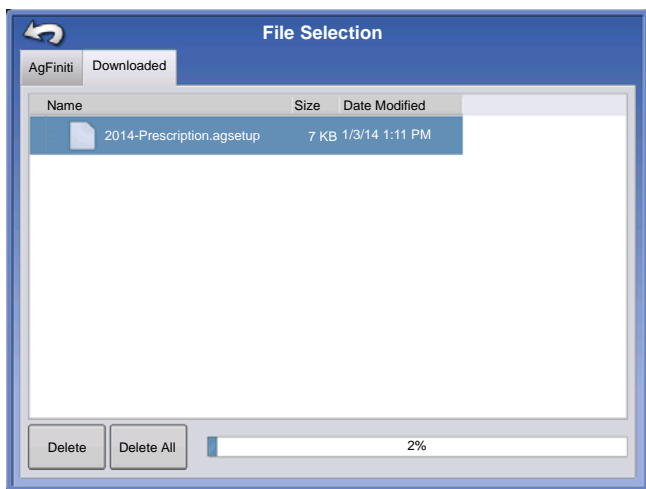 File Selection
AgFiniti Downloaded
Name Size Date Modified
2014-Prescription.agsetup 7 KB 1/3/14 1:11 PM
Delete Delete All 2%